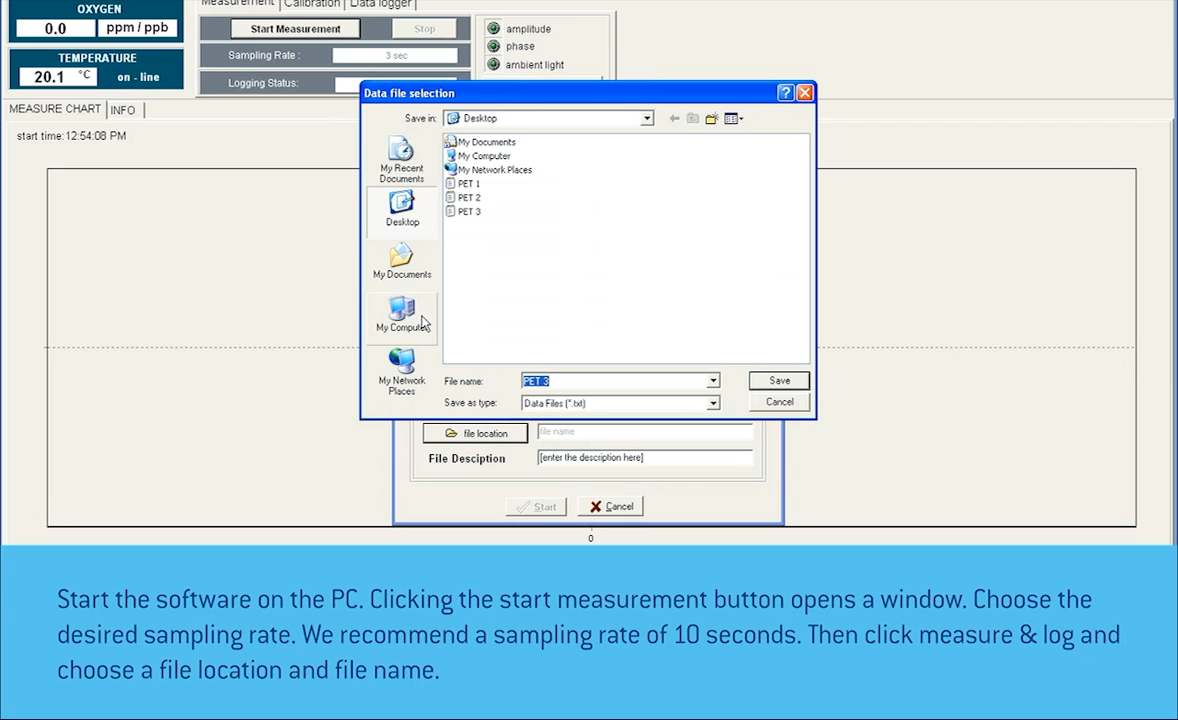 OXYGEN
0.0
ppm / ppb
TEMPERATURE
20.1 °C
on - line
Measurement
Calibration
Data logger
Start Measurement
Stop
Sampling Rate :
3 sec
Logging Status:
amplitude
phase
ambient light
MEASURE CHART
INFO
start time:12:54:08 PM
Data file selection
Save in:
Desktop
My Recent
Documents
Desktop
My Documents
My Computer
My Network
Places
My Documents
My Computer
My Network Places
PET 1
PET 2
PET 3
File name:
PET 3
Save
Save as type:
Data Files (*.txt)
Cancel
file location
file name
File Desciption
[enter the description here]
Start
Cancel
0
Start the software on the PC. Clicking the start measurement button opens a window. Choose the
desired sampling rate. We recommend a sampling rate of 10 seconds. Then click measure & log and
choose a file location and file name.